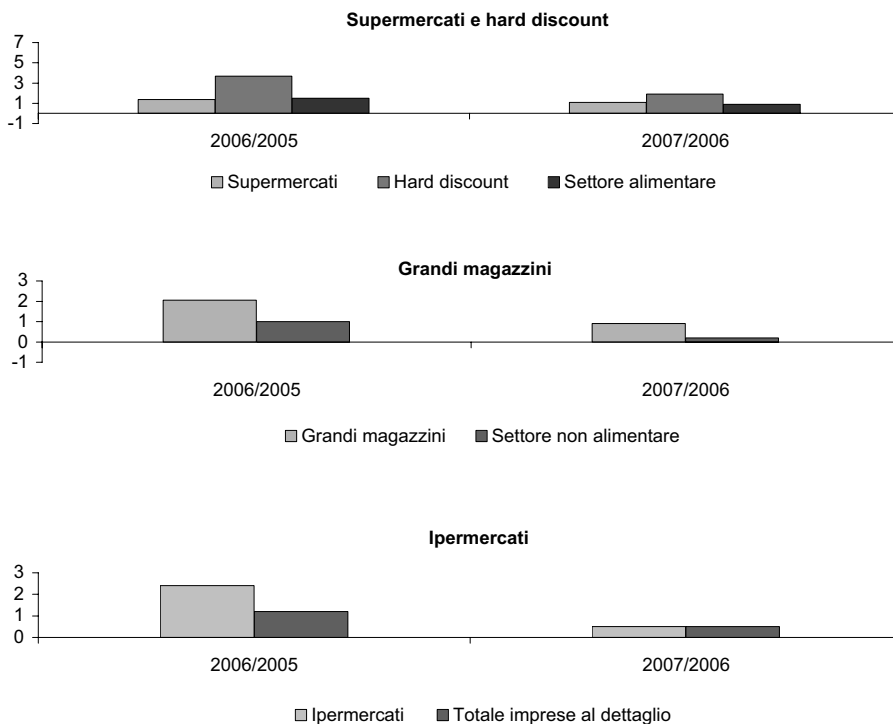 Supermercati e hard discount
7
5
3
1
-1
2006/2005 2007/2006
Supermercati Hard discount Settore alimentare
Grandi magazzini
3
2
1
0
-1
2006/2005 2007/2006
Grandi magazzini Settore non alimentare
Ipermercati
3
2
1
0
2006/2005 2007/2006
Ipermercati Totale imprese al dettaglio